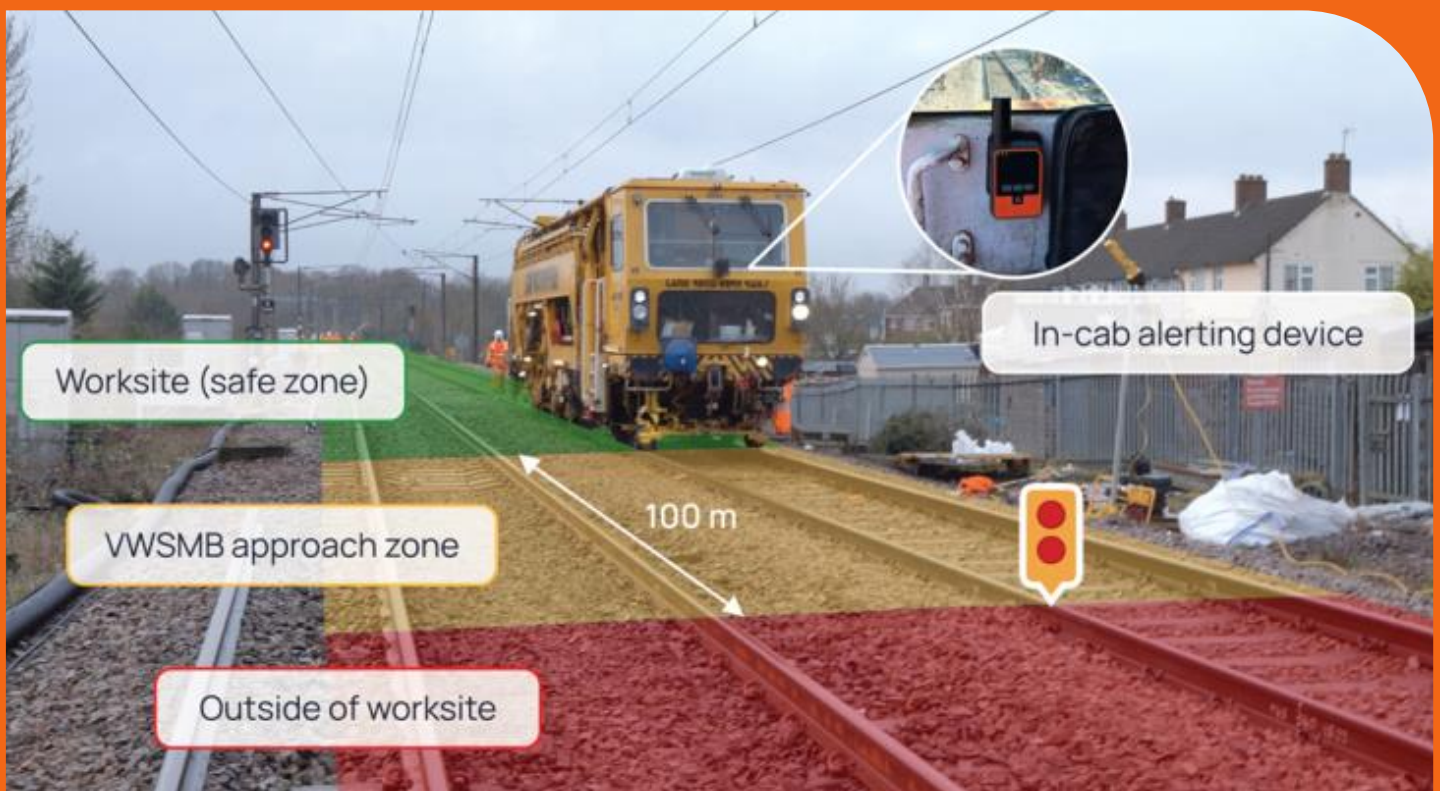 In-cab alerting device
Worksite (safe zone)
100 m
VWSMB approach zone
Outside of worksite